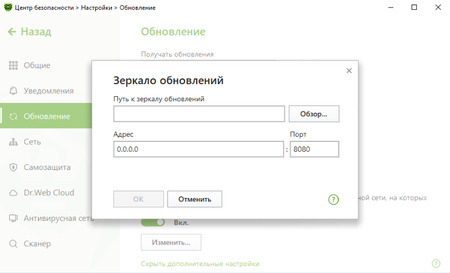 Центр безопасности > Настройки > Обновление
Назад
Обновление
Получать обновления
Общие
Уведомления
Обновление
Сеть
Самозащита
Dr.Web Cloud
Антивирусная сеть
Сканер
Зеркало обновлений
Путь к зеркалу обновлений
Обзор...
Адрес
Порт
0.0.0.0 : 8080
OK
Отменить
?
ной сети, на которых
Вкл.
Изменить...
Скрыть дополнительные настройки
?